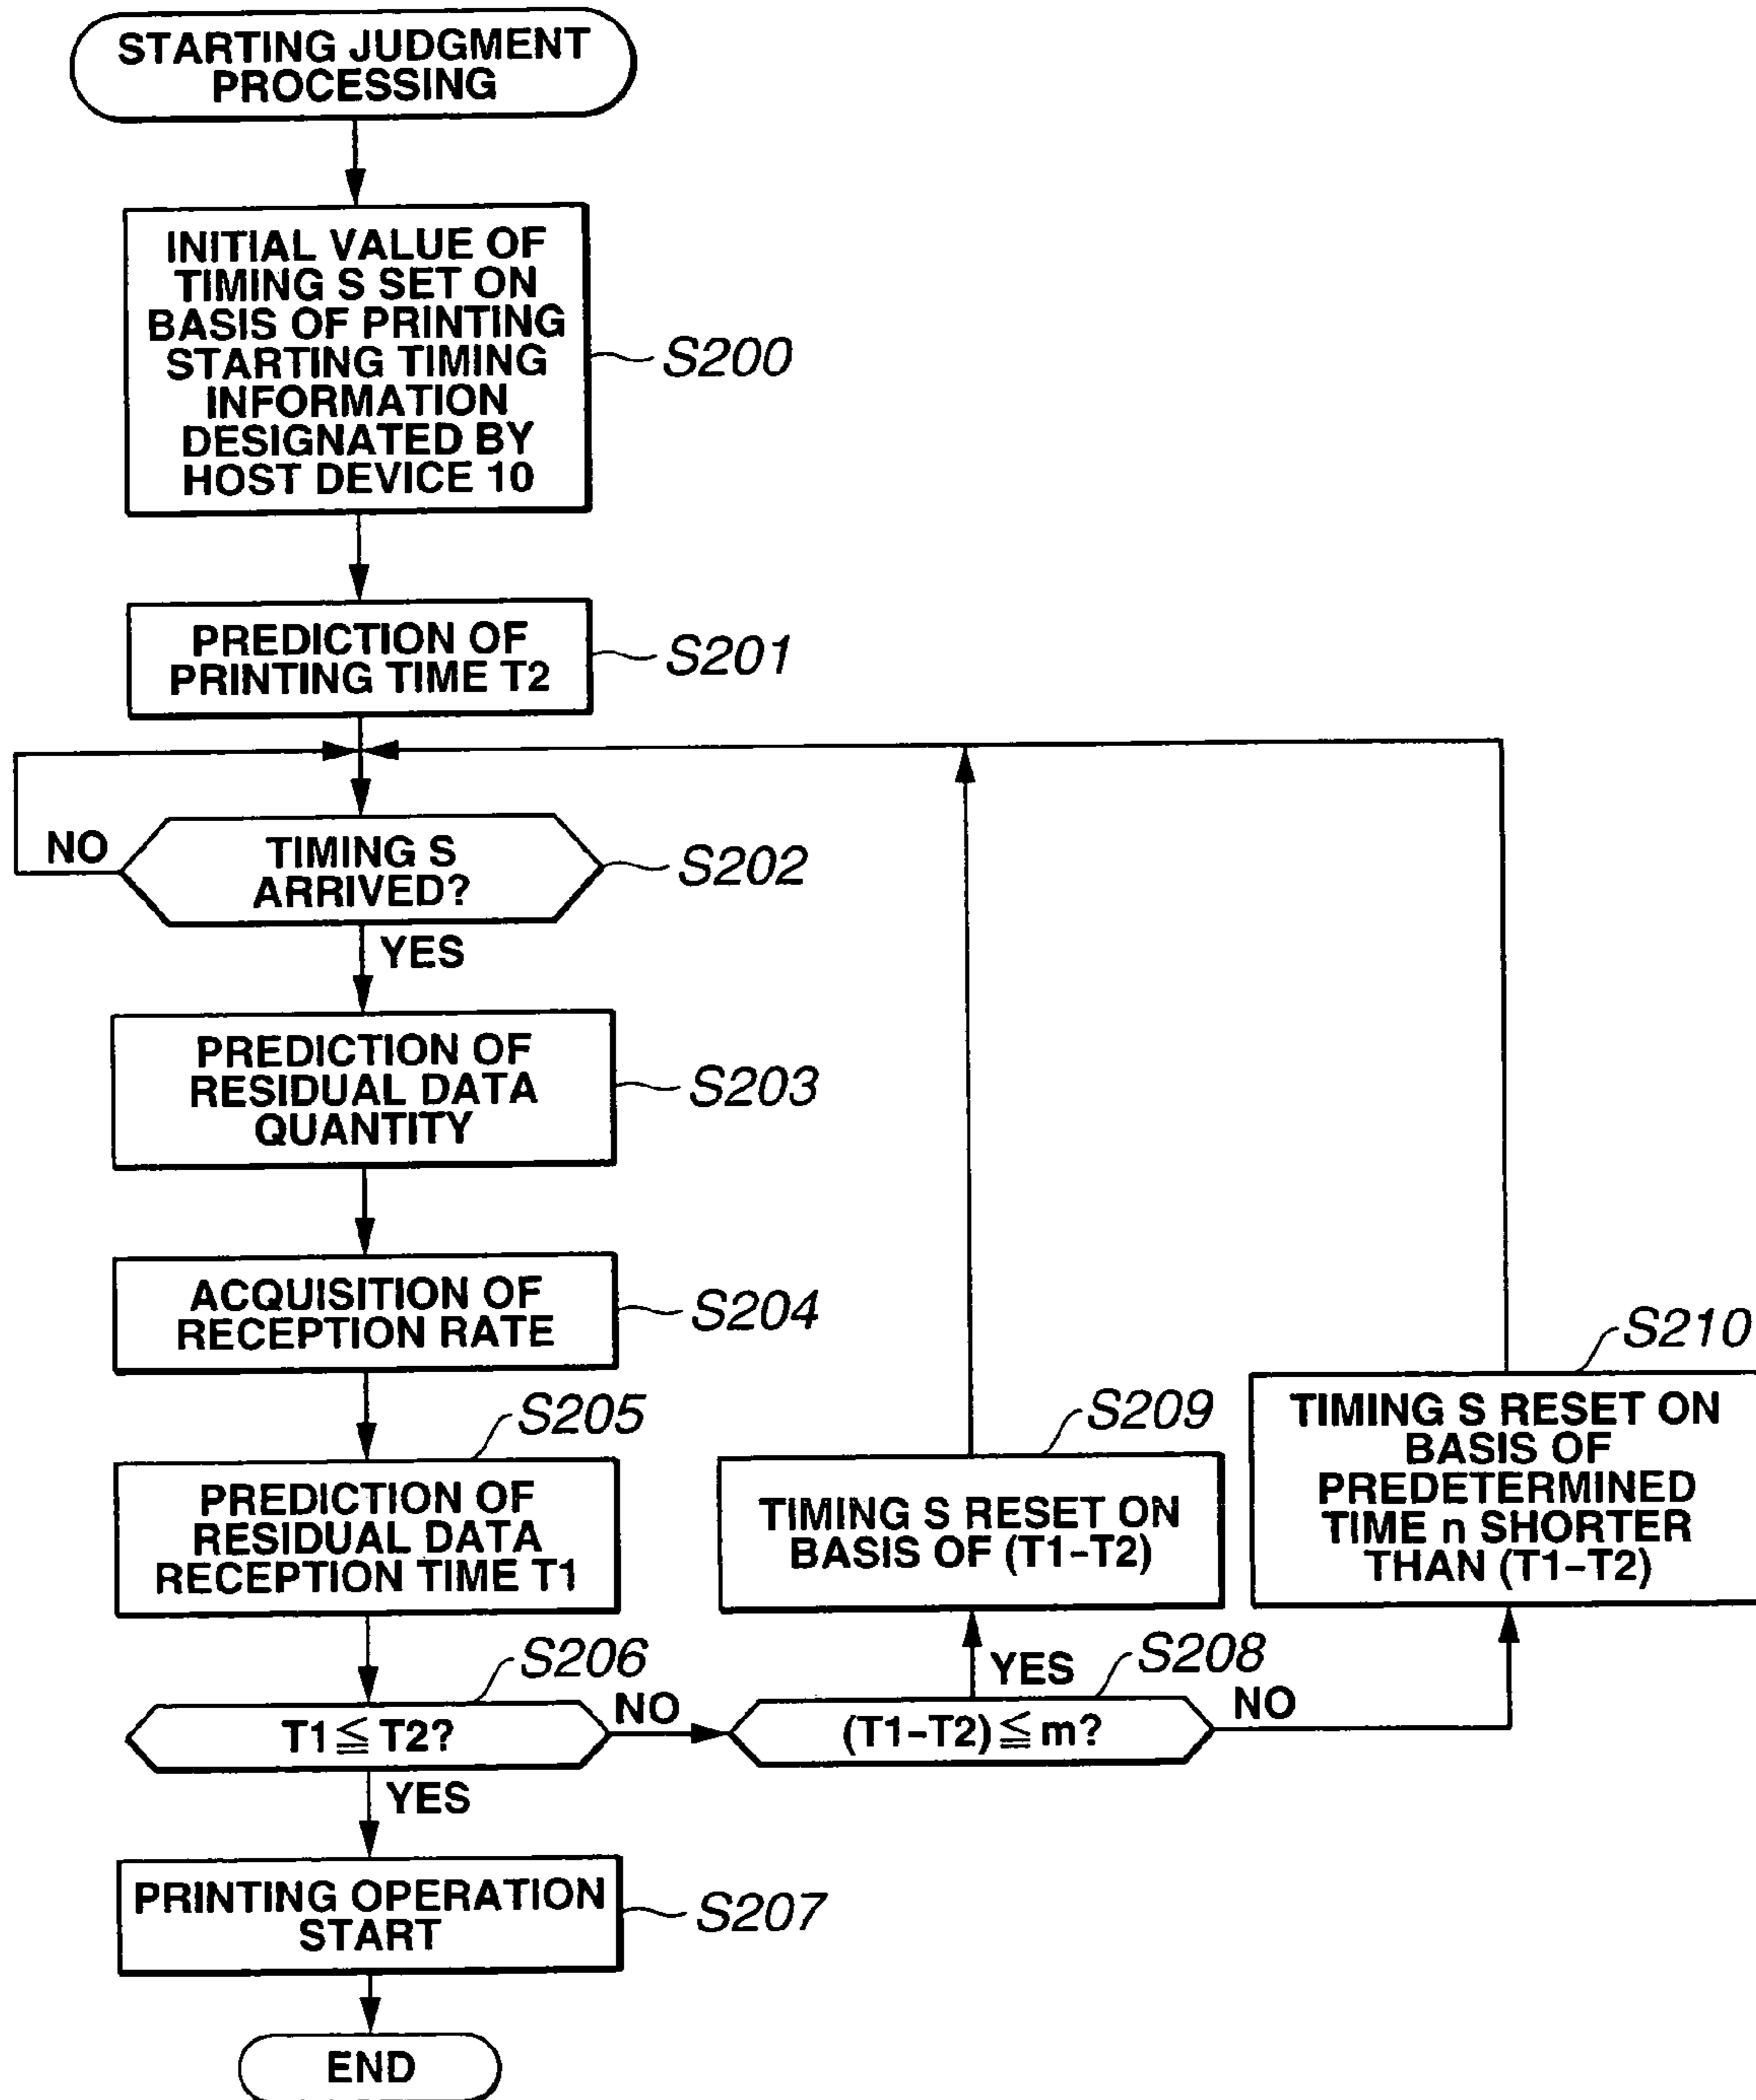 STARTING JUDGMENT
PROCESSING
INITIAL VALUE OF
TIMING S SET ON
BASIS OF PRINTING
STARTING TIMING
INFORMATION
DESIGNATED BY
HOST DEVICE 10
S200
PREDICTION OF
PRINTING TIME T2
S201
TIMING S
ARRIVED?
S202
NO
YES
PREDICTION OF
RESIDUAL DATA
QUANTITY
S203
ACQUISITION OF
RECEPTION RATE
S204
PREDICTION OF
RESIDUAL DATA
RECEPTION TIME T1
S205
T1≦T2?
S206
NO
YES
PRINTING OPERATION
START
S207
END
(T1-T2)≦m?
S208
YES
NO
TIMING S RESET ON
BASIS OF (T1-T2)
S209
TIMING S RESET ON
BASIS OF
PREDETERMINED
TIME n SHORTER
THAN (T1-T2)
S210